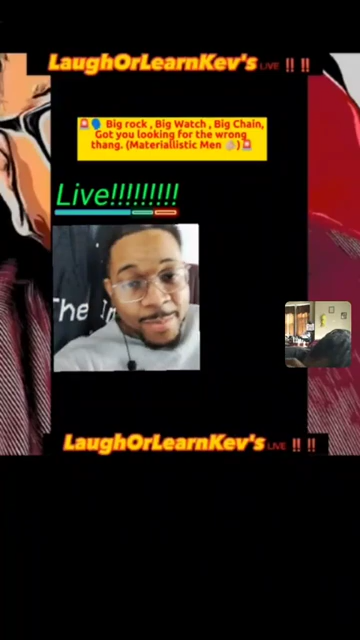 LaughOrLearnKev's LIVE ‼️ ‼️
🚨🗣️ Big rock , Big Watch , Big Chain,
Got you looking for the wrong
thang. (Materiallistic Men 🪨)🚨
Live!!!!!!!!!
The
LaughOrLearnKev's LIVE ‼️ ‼️